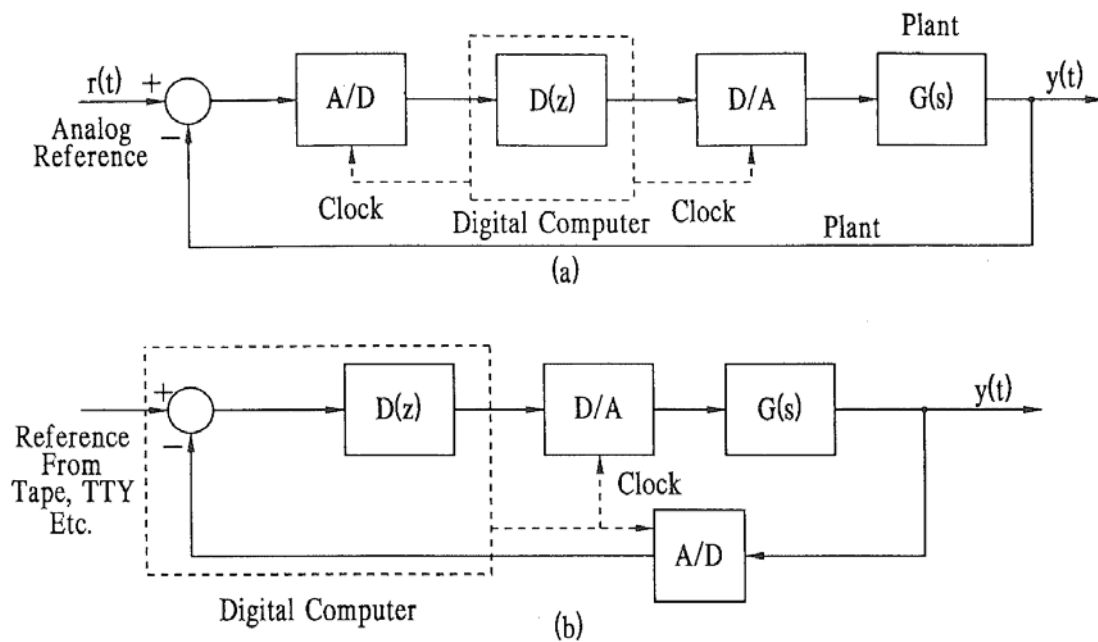 Plant
r(t)
+
A/D
D(z)
D/A
G(s)
y(t)
−
Analog
Reference
Clock
Digital Computer
Clock
Plant
(a)
+
−
D(z)
D/A
G(s)
y(t)
Reference
From
Tape, TTY
Etc.
Clock
A/D
Digital Computer
(b)